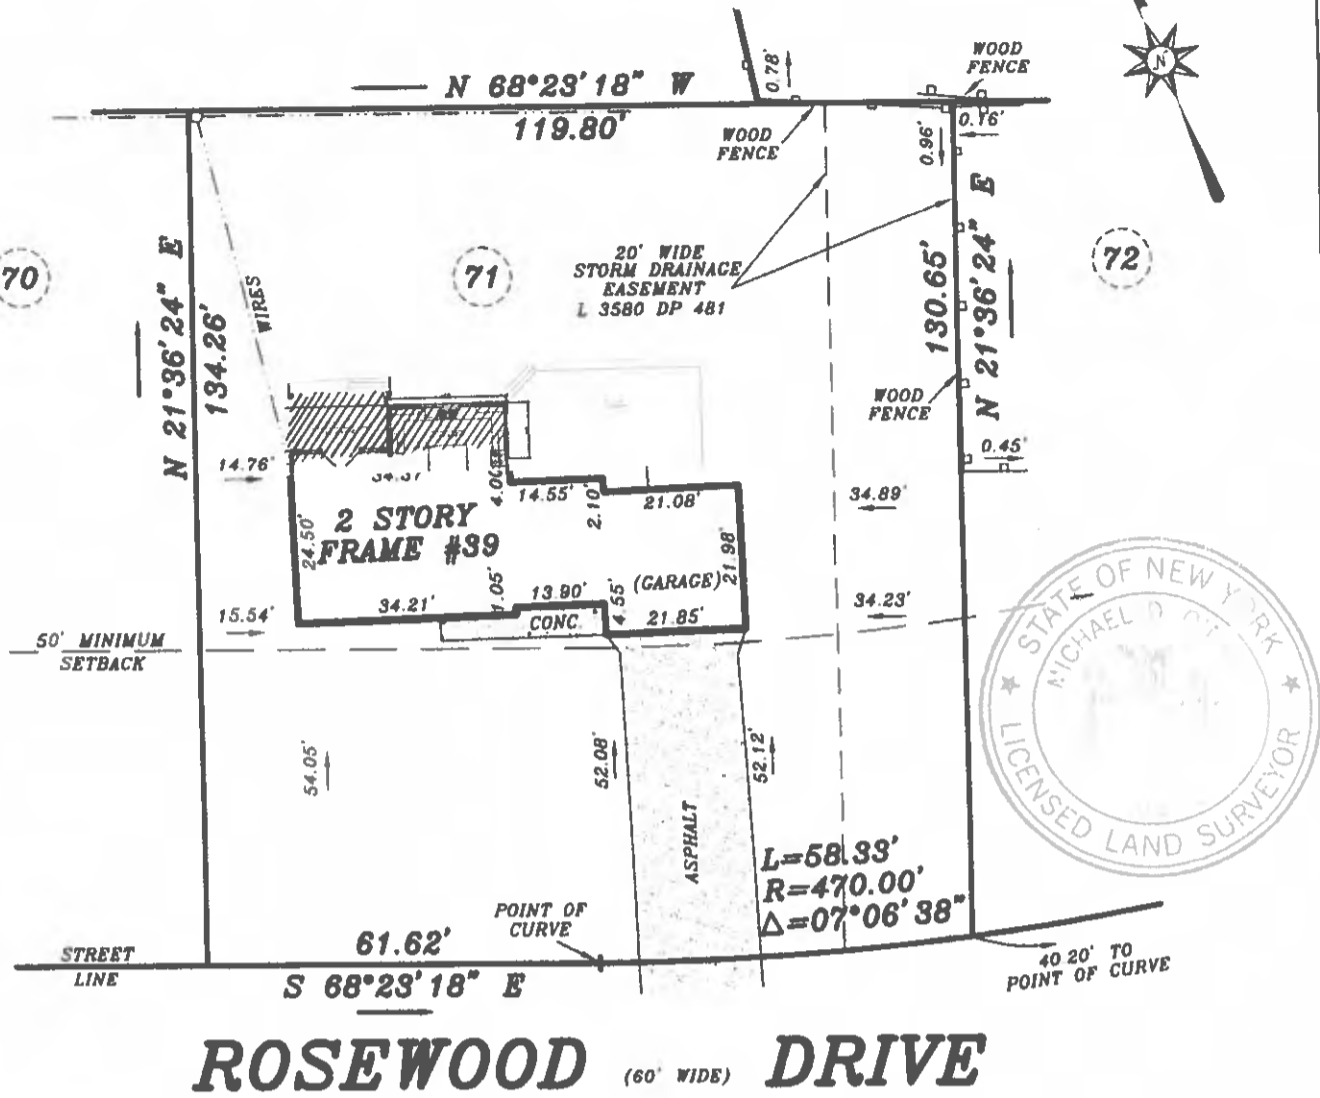 N 68°23'18" W
119.80'
0.78'
WOOD
FENCE
N
WOOD
FENCE
0.96'
0.16'
70
71
72
N 21°36'24" E
134.26'
WIRES
20' WIDE
STORM DRAINAGE
EASEMENT
L 3580 DP 481
130.65'
N 21°36'24" E
WOOD
FENCE
0.45'
14.76'
4.00'
14.55'
2.10'
21.08'
34.89'
24.50'
2 STORY
FRAME #39
21.98'
(GARAGE)
1.05'
13.90'
4.55'
34.21'
CONC.
21.85'
15.54'
34.23'
50' MINIMUM
SETBACK
STATE OF NEW YORK
MICHAEL D.
LICENSED LAND SURVEYOR
54.05'
52.08'
52.12'
ASPHALT
L=58.33'
R=470.00'
Δ=07°06'38"
POINT OF
CURVE
STREET
LINE
61.62'
S 68°23'18" E
40 20' TO
POINT OF CURVE
ROSEWOOD (60' WIDE) DRIVE